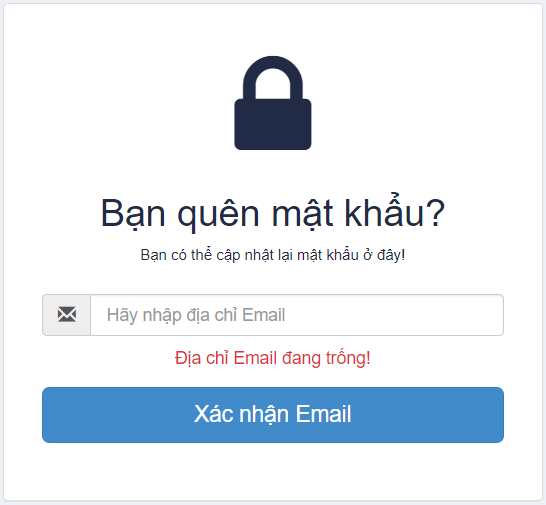 Bạn quên mật khẩu?
Bạn có thể cập nhật lại mật khẩu ở đây!
Hãy nhập địa chỉ Email
Địa chỉ Email đang trống!
Xác nhận Email